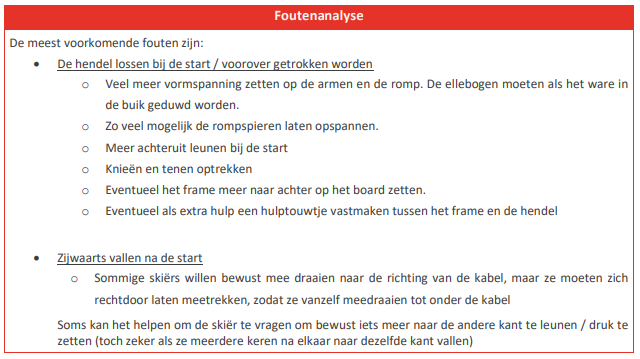 Foutenanalyse
De meest voorkomende fouten zijn:
• De hendel lossen bij de start / voorover getrokken worden
o Veel meer vormspanning zetten op de armen en de romp. De ellebogen moeten als het ware in
de buik geduwd worden.
o Zo veel mogelijk de rompspieren laten opspannen.
o Meer achteruit leunen bij de start
o Knieën en tenen optrekken
o Eventueel het frame meer naar achter op het board zetten.
o Eventueel als extra hulp een hulptouwtje vastmaken tussen het frame en de hendel
• Zijwaarts vallen na de start
o Sommige skiërs willen bewust mee draaien naar de richting van de kabel, maar ze moeten zich
rechtdoor laten meetrekken, zodat ze vanzelf meedraaien tot onder de kabel
Soms kan het helpen om de skiër te vragen om bewust iets meer naar de andere kant te leunen / druk te
zetten (toch zeker als ze meerdere keren na elkaar naar dezelfde kant vallen)